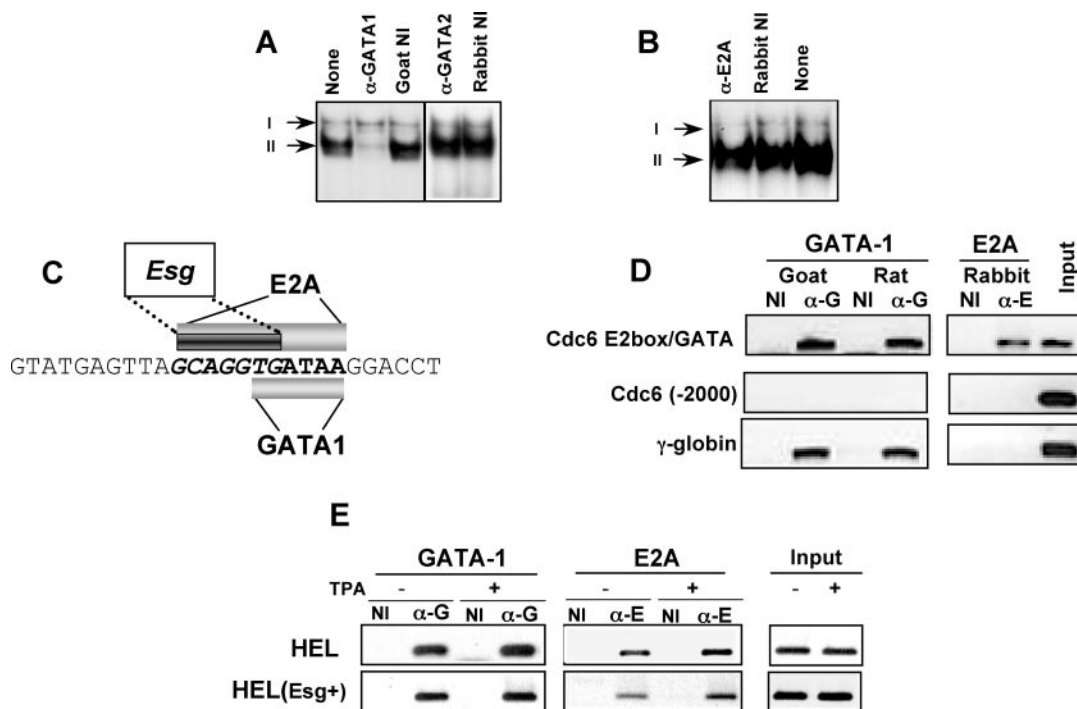 A
None
α-GATA1
Goat NI
α-GATA2
Rabbit NI
I
II
B
α-E2A
Rabbit NI
None
I
II
C
Esg
E2A
GTATGAGTTAGCAGGTGATAAGGACCT
GATA1
D
GATA-1 E2A Input
Goat Rat Rabbit
NI α-G NI α-G NI α-E
Cdc6 E2box/GATA
Cdc6 (-2000)
γ-globin
E
GATA-1 E2A Input
TPA - + - + - +
NI α-G NI α-G NI α-E NI α-E
HEL
HEL(Esg+)